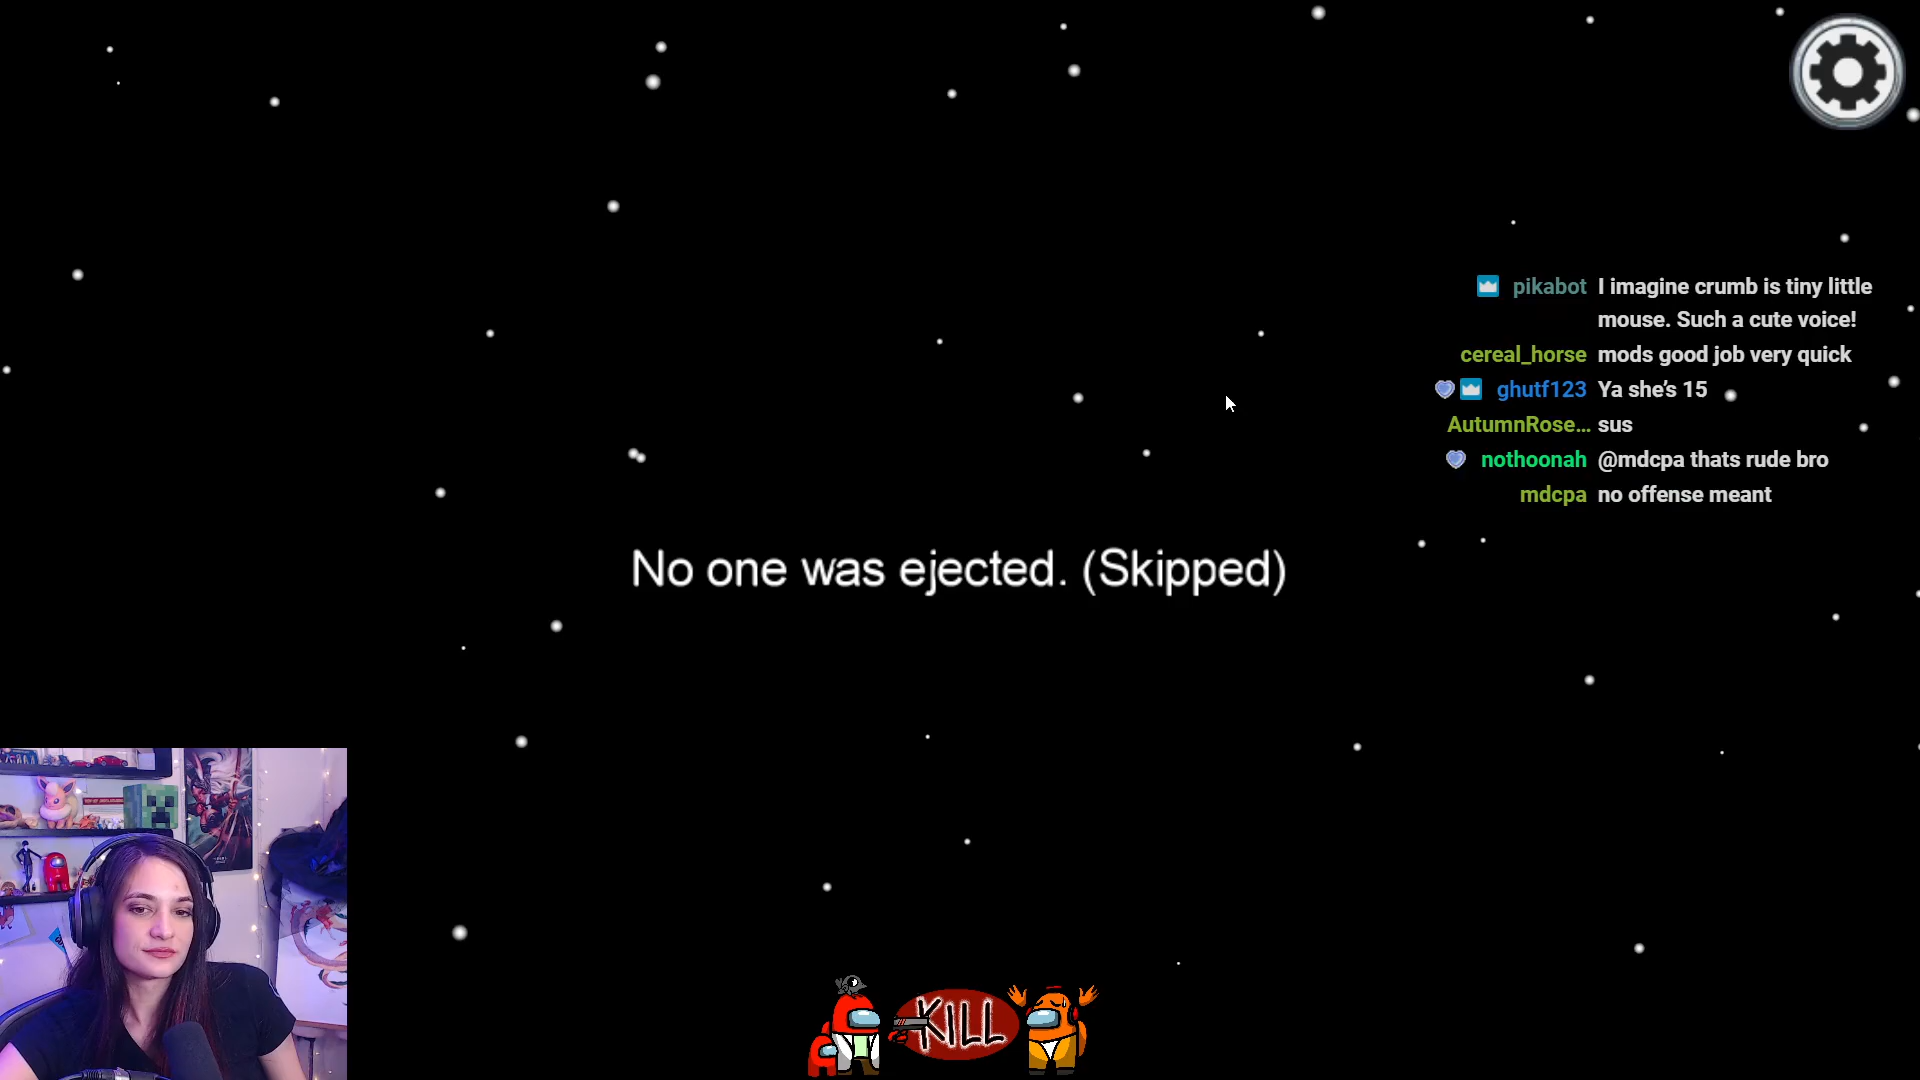 pikabot I imagine crumb is tiny little
mouse. Such a cute voice!
cereal_horse mods good job very quick
ghutf123 Ya she's 15
AutumnRose... sus
nothoonah @mdcpa thats rude bro
mdcpa no offense meant
No one was ejected. (Skipped)
KILL